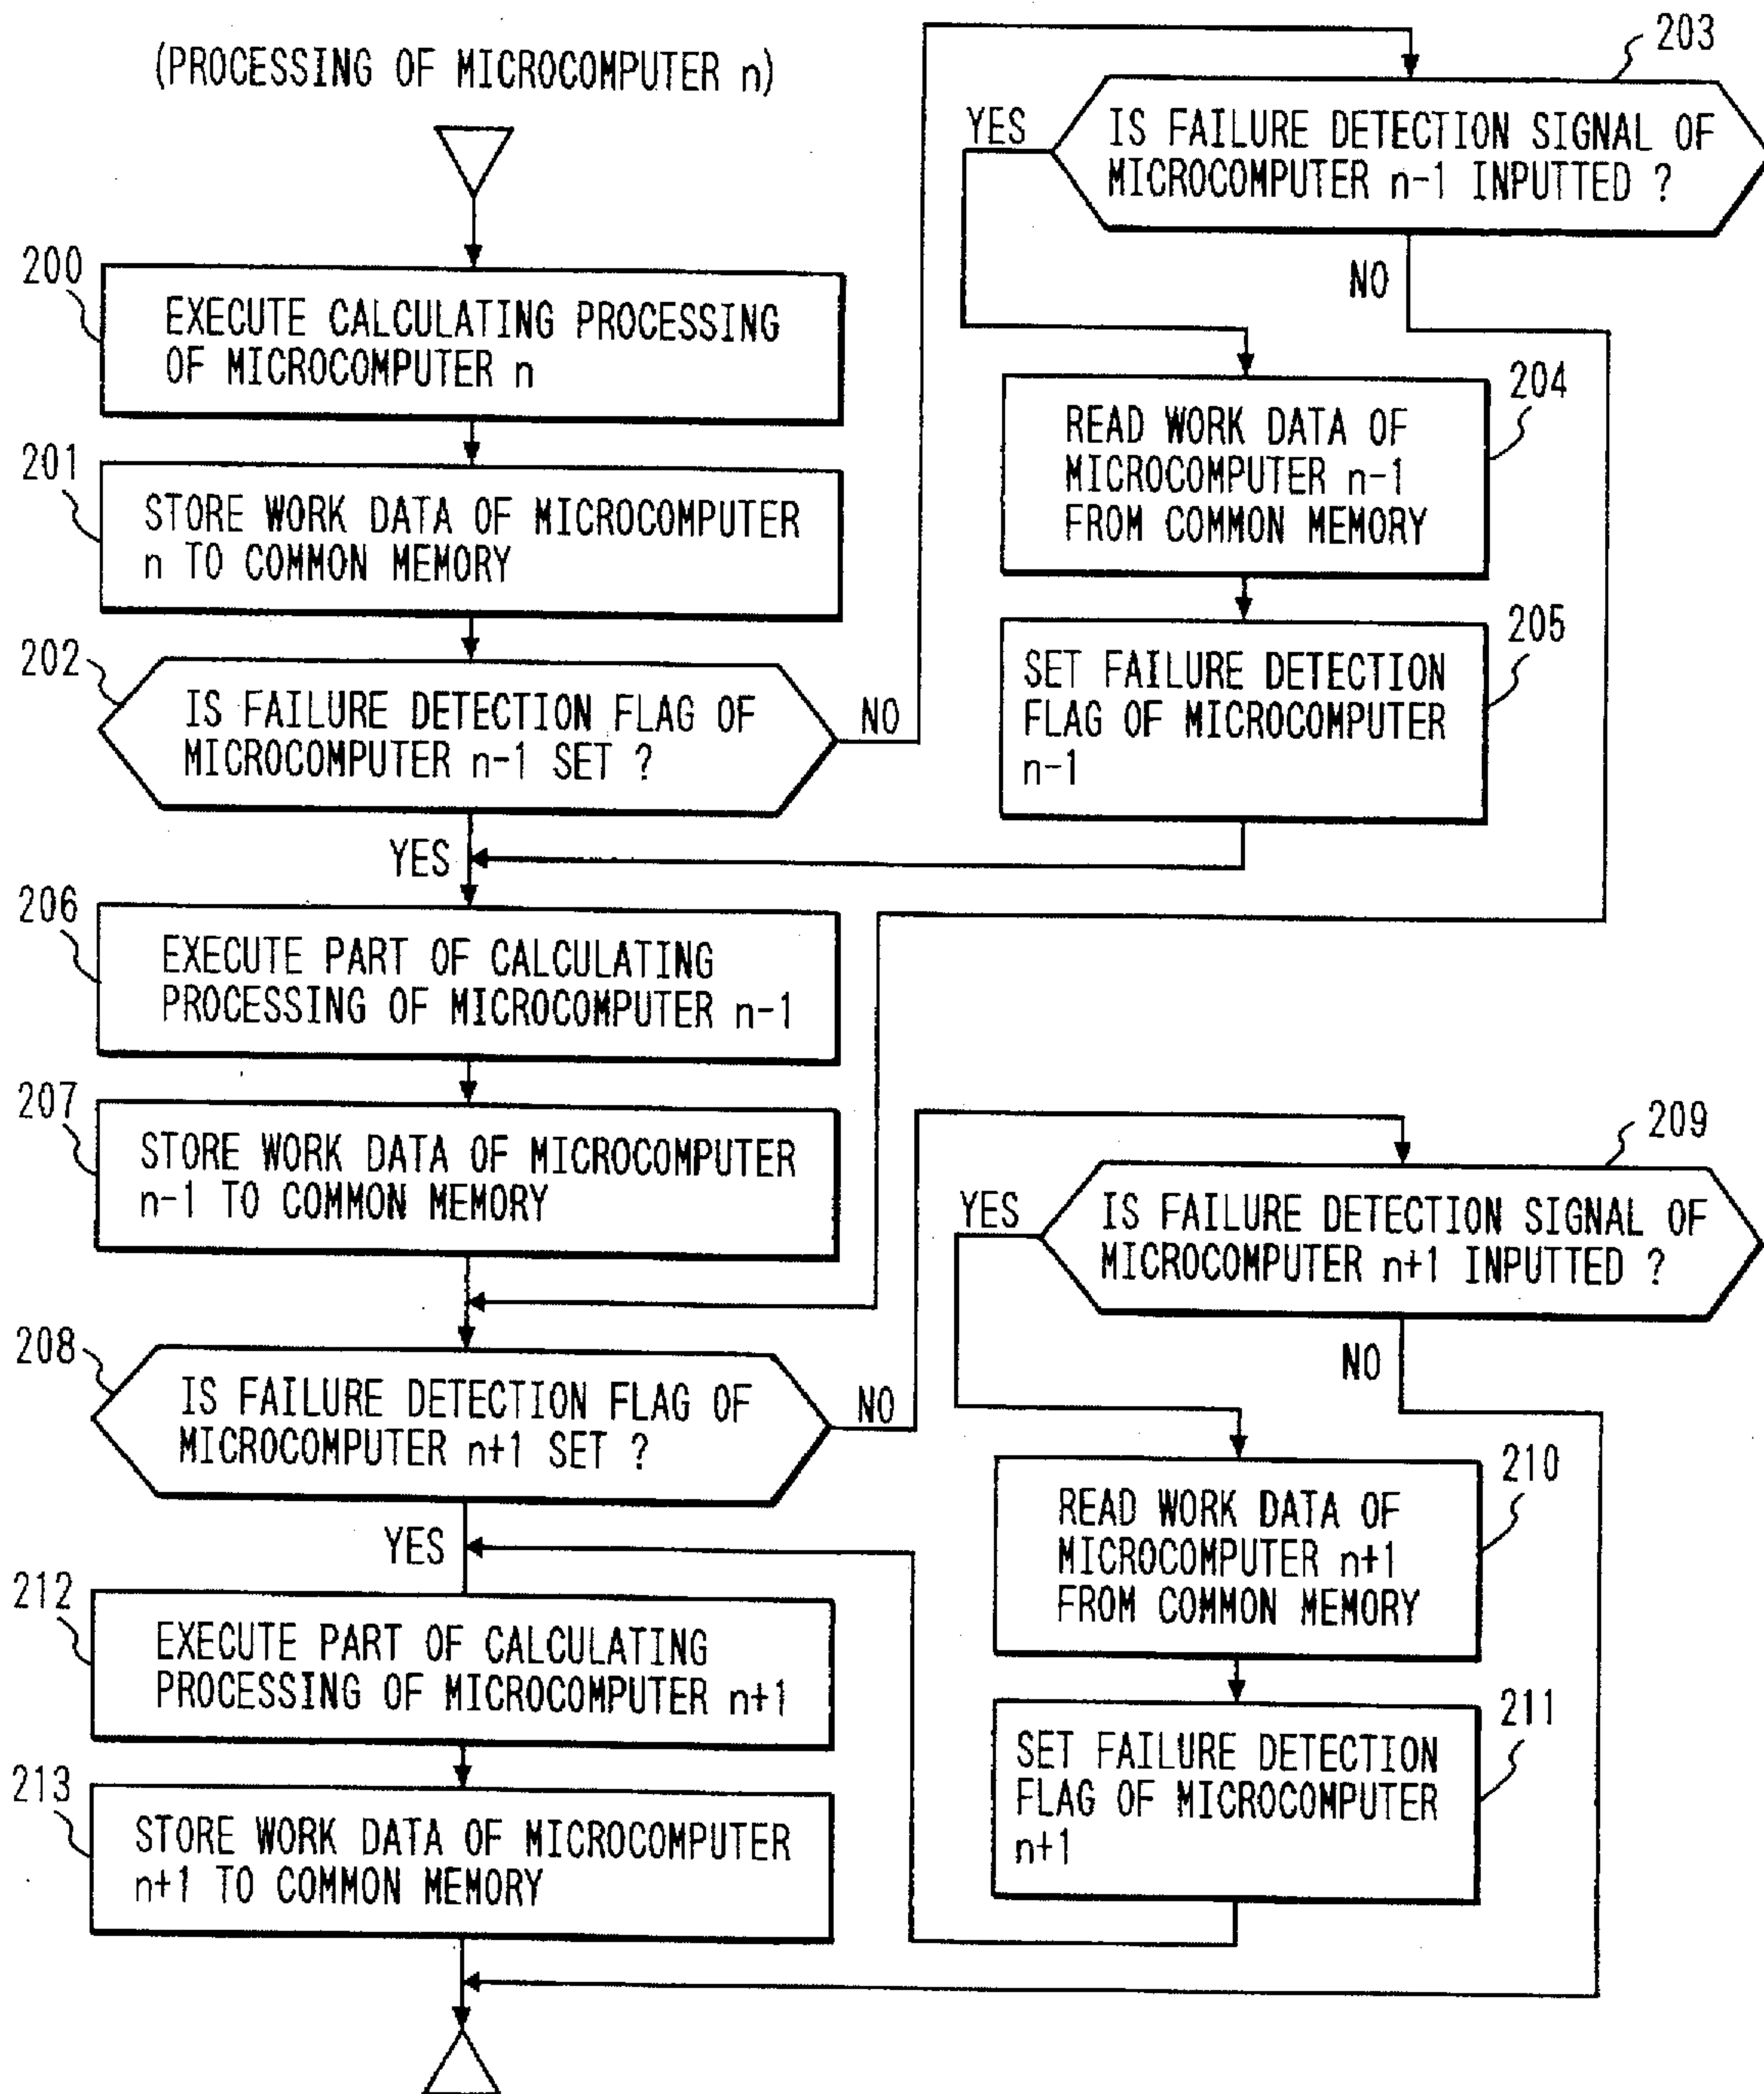 (PROCESSING OF MICROCOMPUTER n)
200
EXECUTE CALCULATING PROCESSING
OF MICROCOMPUTER n
201
STORE WORK DATA OF MICROCOMPUTER
n TO COMMON MEMORY
202
IS FAILURE DETECTION FLAG OF
MICROCOMPUTER n-1 SET ?
NO
YES
203
IS FAILURE DETECTION SIGNAL OF
MICROCOMPUTER n-1 INPUTTED ?
YES
NO
204
READ WORK DATA OF
MICROCOMPUTER n-1
FROM COMMON MEMORY
205
SET FAILURE DETECTION
FLAG OF MICROCOMPUTER
n-1
206
EXECUTE PART OF CALCULATING
PROCESSING OF MICROCOMPUTER n-1
207
STORE WORK DATA OF MICROCOMPUTER
n-1 TO COMMON MEMORY
208
IS FAILURE DETECTION FLAG OF
MICROCOMPUTER n+1 SET ?
NO
YES
209
IS FAILURE DETECTION SIGNAL OF
MICROCOMPUTER n+1 INPUTTED ?
YES
NO
210
READ WORK DATA OF
MICROCOMPUTER n+1
FROM COMMON MEMORY
211
SET FAILURE DETECTION
FLAG OF MICROCOMPUTER
n+1
212
EXECUTE PART OF CALCULATING
PROCESSING OF MICROCOMPUTER n+1
213
STORE WORK DATA OF MICROCOMPUTER
n+1 TO COMMON MEMORY